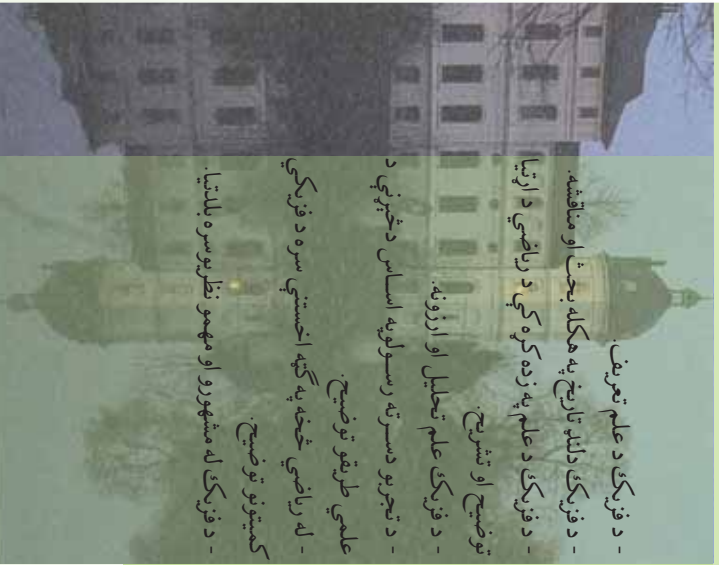 - د فزیک د علم تعریف.
- د فزیک د لنډ تاریخ په هکله بحث او مناقشه.
- د فزیک د علم په زده کړه کې د ریاضي د اړتیا
توضیح او تشریح.
- د فزیک علم تحلیل او ارزونه.
- د تجربو د سرته رسولو په اساس د څیړنې د
علمي طریقو توضیح.
- له ریاضي څخه په ګټه اخستنې سره د فزیکي
کمیتونو توضیح.
- د فزیک له مشهورو او مهمو نظریو سره بلدتیا.